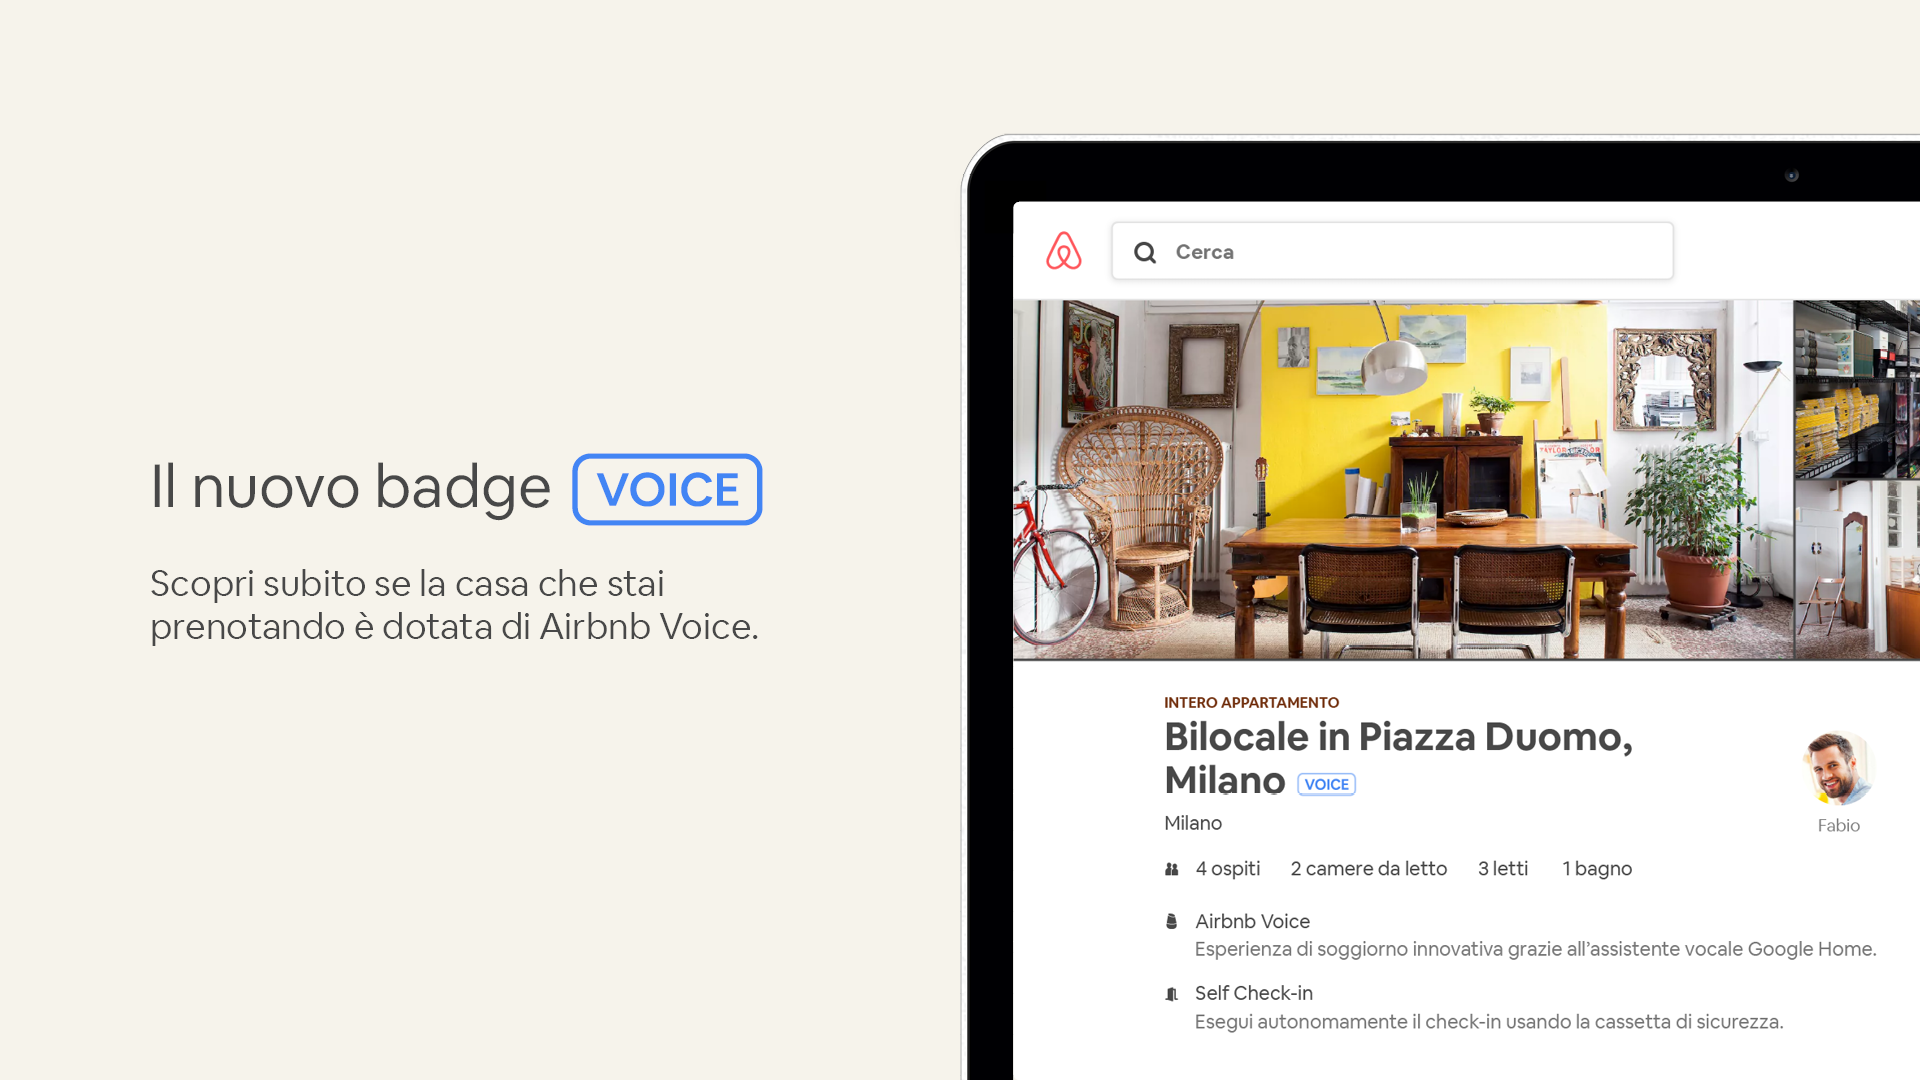 Il nuovo badge VOICE
Scopri subito se la casa che stai
prenotando è dotata di Airbnb Voice.
Cerca
INTERO APPARTAMENTO
Bilocale in Piazza Duomo,
Milano VOICE
Milano
Fabio
4 ospiti 2 camere da letto 3 letti 1 bagno
Airbnb Voice
Esperienza di soggiorno innovativa grazie all’assistente vocale Google Home.
Self Check-in
Esegui autonomamente il check-in usando la cassetta di sicurezza.